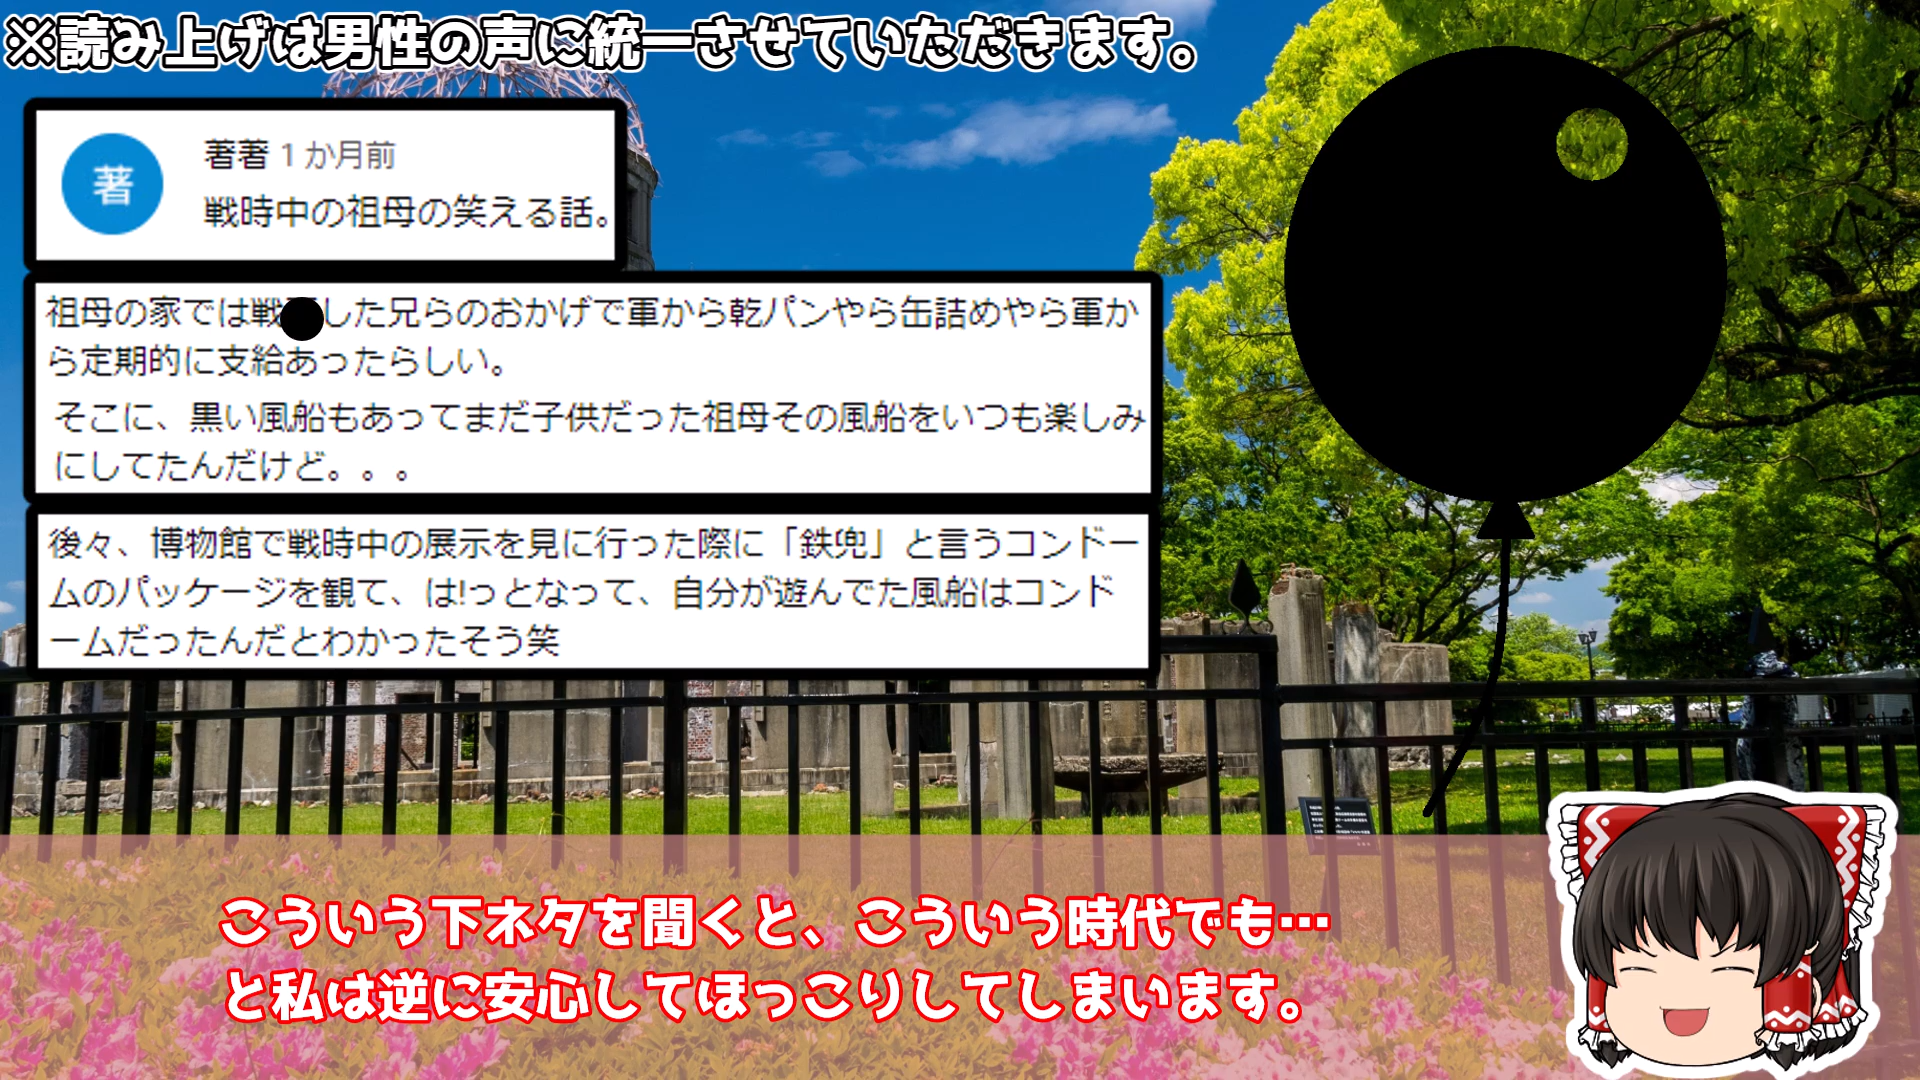 ※読み上げは男性の声に統一させていただきます。
著
著著 1 か月前
戦時中の祖母の笑える話。
祖母の家では戦●した兄らのおかげで軍から乾パンやら缶詰めやら軍か
ら定期的に支給あったらしい。
そこに、黒い風船もあってまだ子供だった祖母その風船をいつも楽しみ
にしてたんだけど。。。
後々、博物館で戦時中の展示を見に行った際に「鉄兜」と言うコンドー
ムのパッケージを観て、は!っとなって、自分が遊んでた風船はコンド
ームだったんだとわかったそう笑
こういう下ネタを聞くと、こういう時代でも…
と私は逆に安心してほっこりしてしまいます。